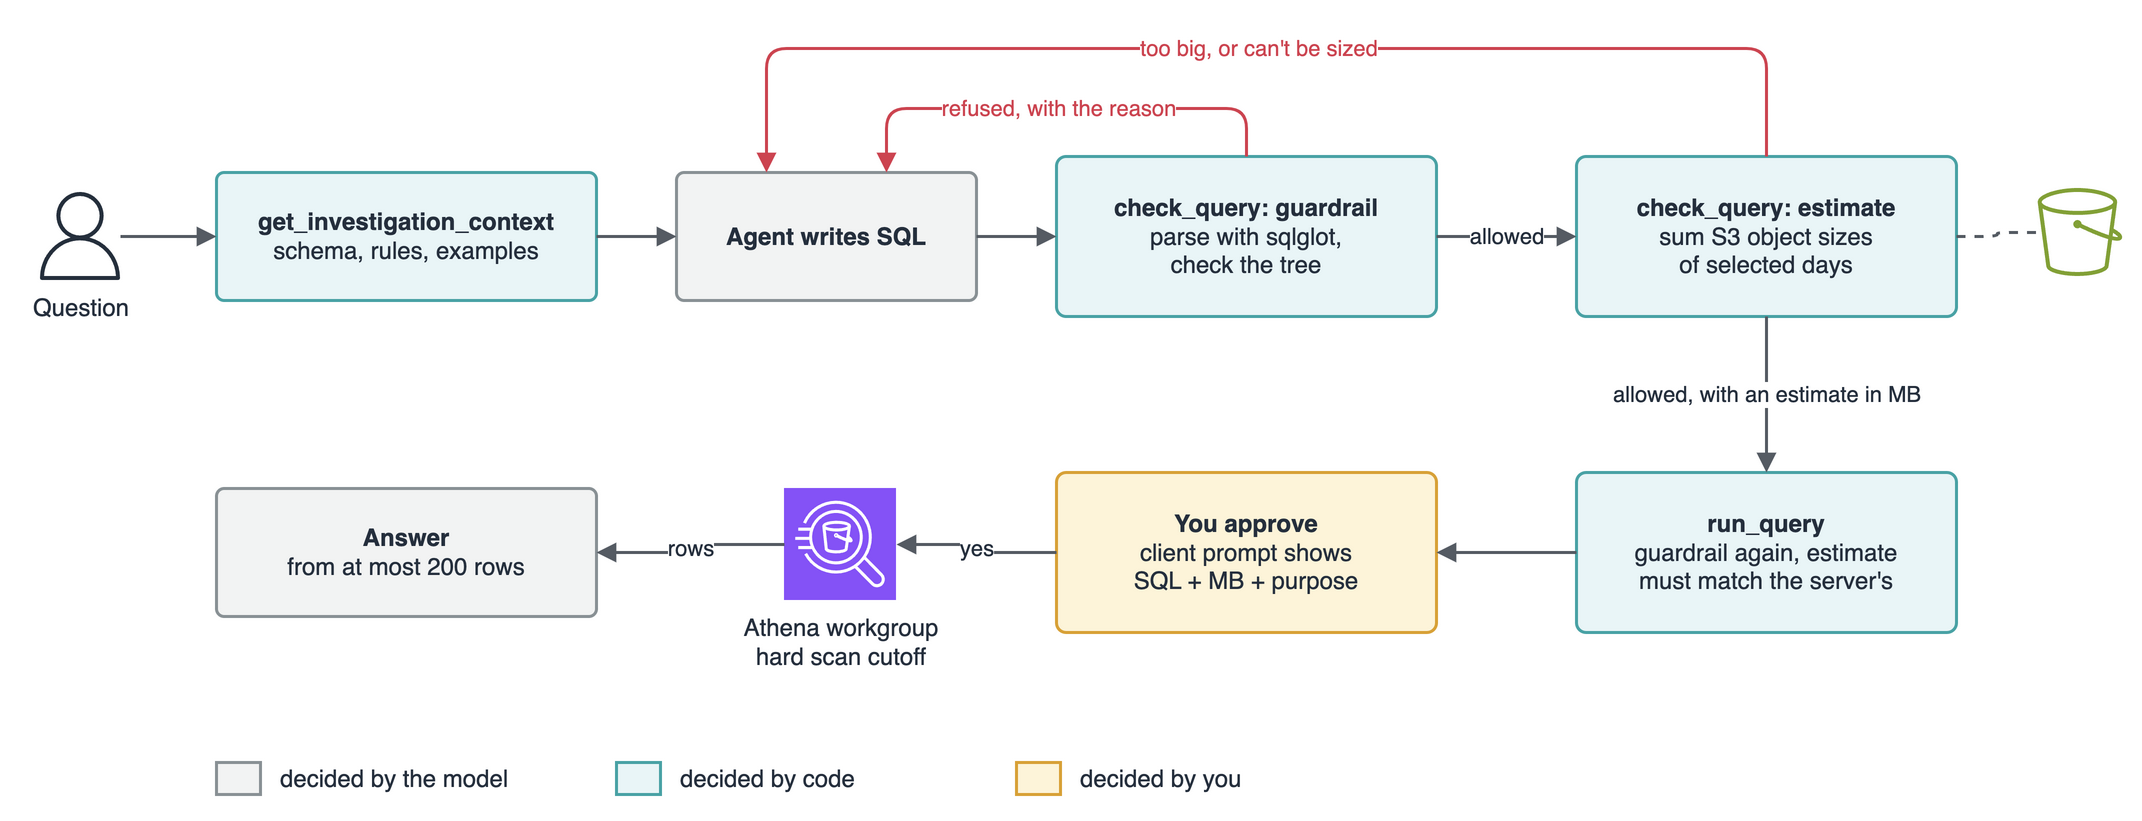 too big, or can't be sized
refused, with the reason
Question
get_investigation_context
schema, rules, examples
Agent writes SQL
check_query: guardrail
parse with sqlglot,
check the tree
allowed
check_query: estimate
sum S3 object sizes
of selected days
allowed, with an estimate in MB
run_query
guardrail again, estimate
must match the server's
You approve
client prompt shows
SQL + MB + purpose
yes
Athena workgroup
hard scan cutoff
rows
Answer
from at most 200 rows
decided by the model
decided by code
decided by you